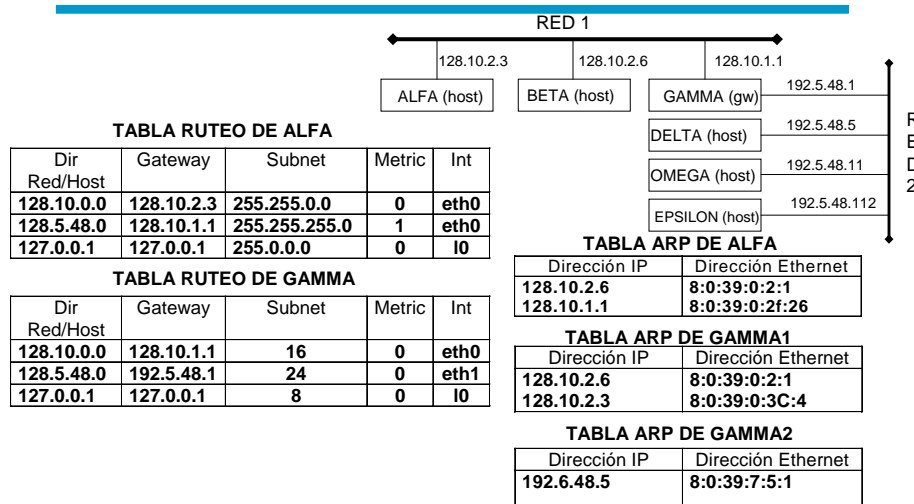 RED 1
128.10.2.3
128.10.2.6
128.10.1.1
ALFA (host)
BETA (host)
GAMMA (gw)
192.5.48.1
DELTA (host)
192.5.48.5
OMEGA (host)
192.5.48.11
EPSILON (host)
192.5.48.112
R
E
D
2
TABLA RUTEO DE ALFA
Dir Gateway Subnet Metric Int
Red/Host
128.10.0.0 128.10.2.3 255.255.0.0 0 eth0
128.5.48.0 128.10.1.1 255.255.255.0 1 eth0
127.0.0.1 127.0.0.1 255.0.0.0 0 l0
TABLA RUTEO DE GAMMA
Dir Gateway Subnet Metric Int
Red/Host
128.10.0.0 128.10.1.1 16 0 eth0
128.5.48.0 192.5.48.1 24 0 eth1
127.0.0.1 127.0.0.1 8 0 l0
TABLA ARP DE ALFA
Dirección IP Dirección Ethernet
128.10.2.6 8:0:39:0:2:1
128.10.1.1 8:0:39:0:2f:26
TABLA ARP DE GAMMA1
Dirección IP Dirección Ethernet
128.10.2.6 8:0:39:0:2:1
128.10.2.3 8:0:39:0:3C:4
TABLA ARP DE GAMMA2
Dirección IP Dirección Ethernet
192.6.48.5 8:0:39:7:5:1